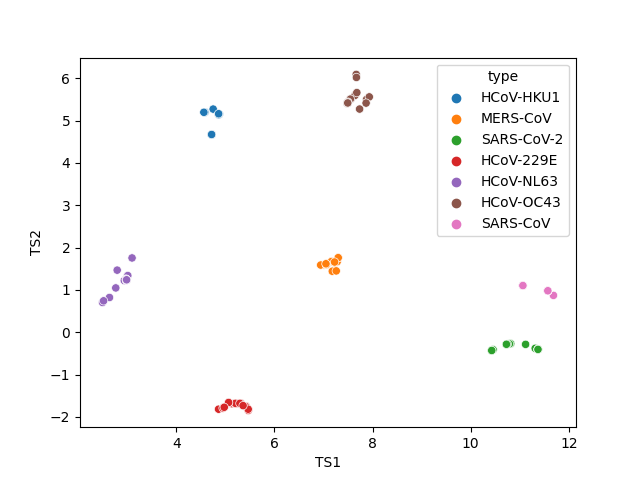 type
HCoV-HKU1
MERS-CoV
SARS-CoV-2
HCoV-229E
HCoV-NL63
HCoV-OC43
SARS-CoV
TS2
6
5
4
3
2
1
0
−1
−2
4
6
8
10
12
TS1